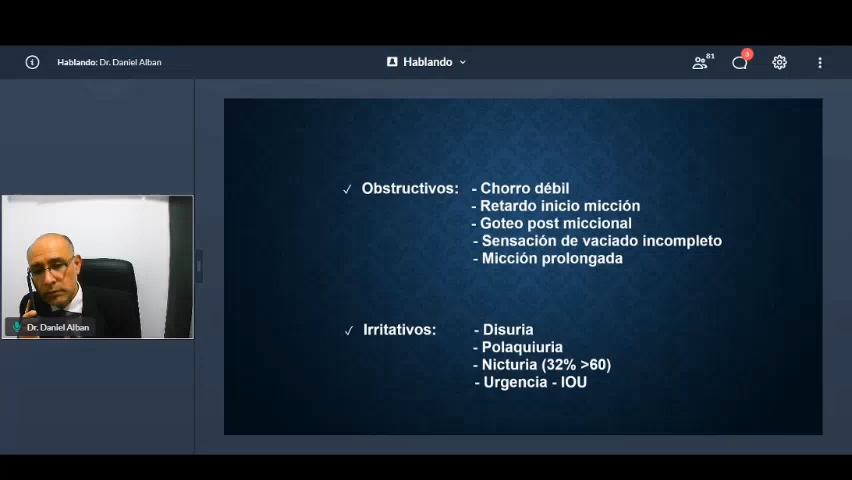 Hablando: Dr. Daniel Alban
Hablando
81
3
✓ Obstructivos: - Chorro débil
- Retardo inicio micción
- Goteo post miccional
- Sensación de vaciado incompleto
- Micción prolongada
Dr. Daniel Alban
✓ Irritativos: - Disuria
- Polaquiuria
- Nicturia (32% >60)
- Urgencia - IOU